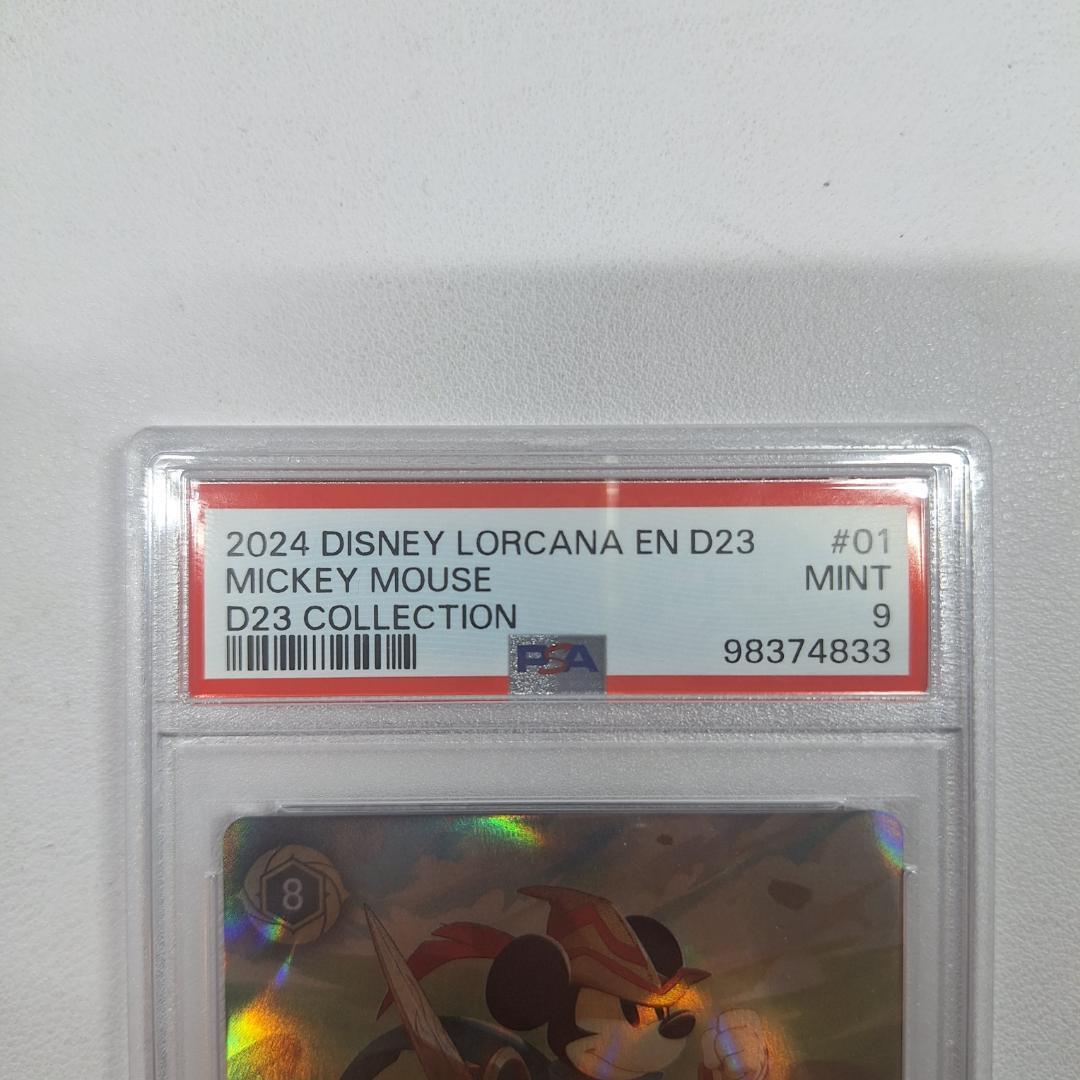 2024 DISNEY LORCANA EN D23 #01
MICKEY MOUSE MINT
D23 COLLECTION 9
PSA 98374833
8